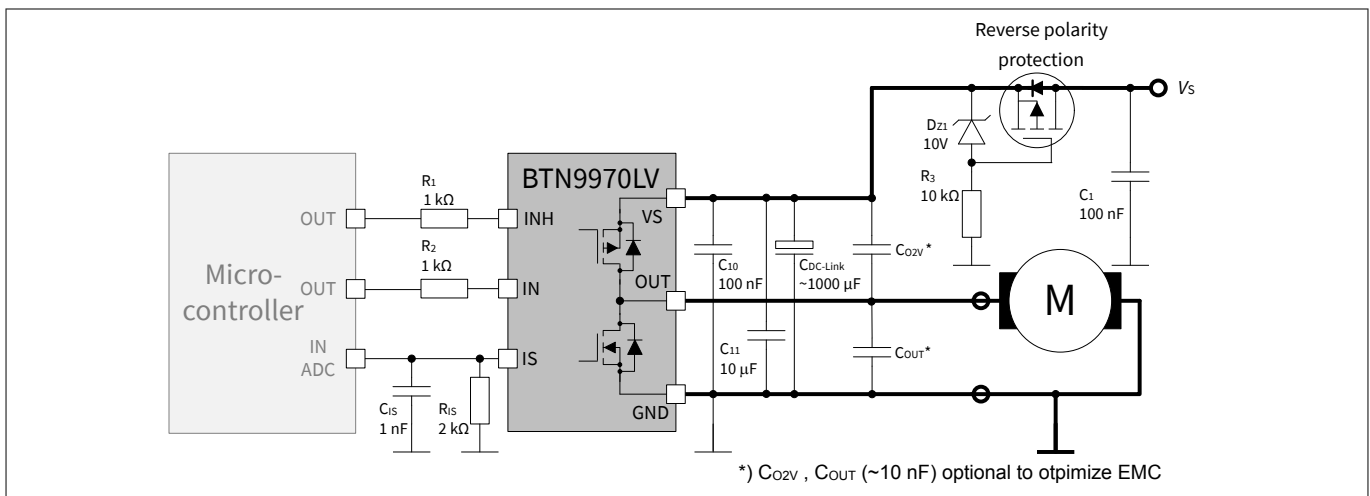 Reverse polarity
protection
VS
DZ1
10V
R3
10 kΩ
C1
100 nF
Micro-
controller
OUT
OUT
IN
ADC
R1
1 kΩ
R2
1 kΩ
CIS
1 nF
RIS
2 kΩ
BTN9970LV
INH
IN
IS
VS
OUT
GND
C10
100 nF
C11
10 µF
CDC-Link
~1000 µF
CO2V*
COUT*
M
*) CO2V , COUT (~10 nF) optional to otpimize EMC